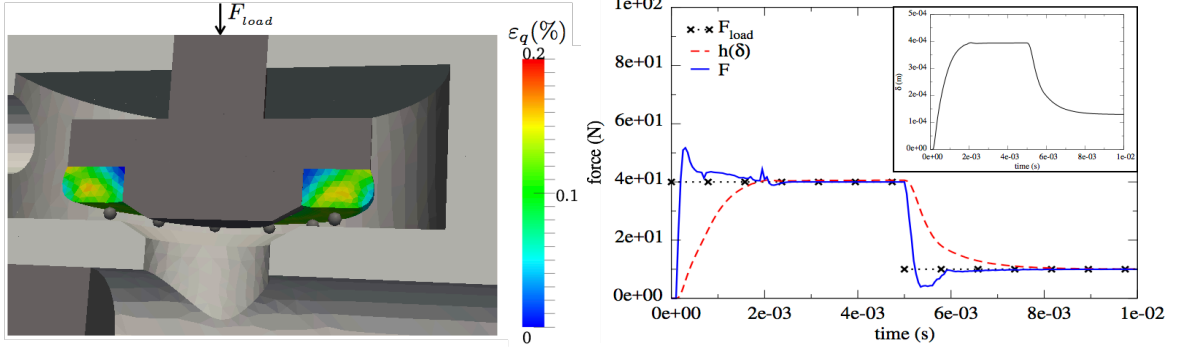 F_load
ε_q(%)
0.2
0.1
0
1e+02
8e+01
6e+01
4e+01
2e+01
0e+00
force (N)
F_load
h(δ)
F
0e+00
2e-03
4e-03
6e-03
8e-03
1e-02
time (s)
5e-04
4e-04
3e-04
2e-04
1e-04
0e+00
δ (m)
0e+00
2e-03
4e-03
6e-03
8e-03
1e-02
time (s)